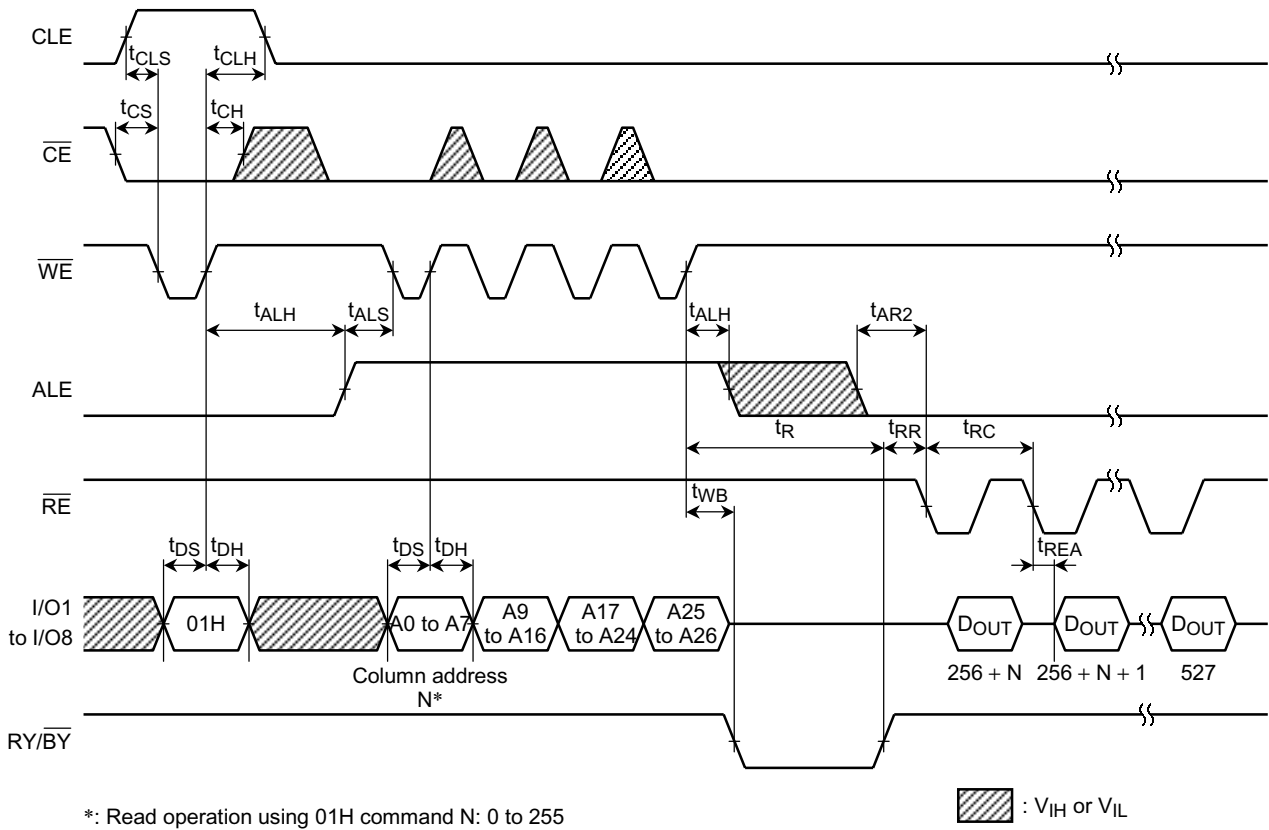 CLE
tCLS
tCLH
tCS
tCH
CE
WE
tALH
tALS
tALH
tAR2
ALE
tR
tRR
tRC
RE
tWB
tDS
tDH
tDS
tDH
tREA
I/O1
to I/O8
01H
A0 to A7
A9
to A16
A17
to A24
A25
to A26
DOUT
DOUT
DOUT
256 + N
256 + N + 1
527
Column address
N*
RY/BY
*: Read operation using 01H command N: 0 to 255
: VIH or VIL